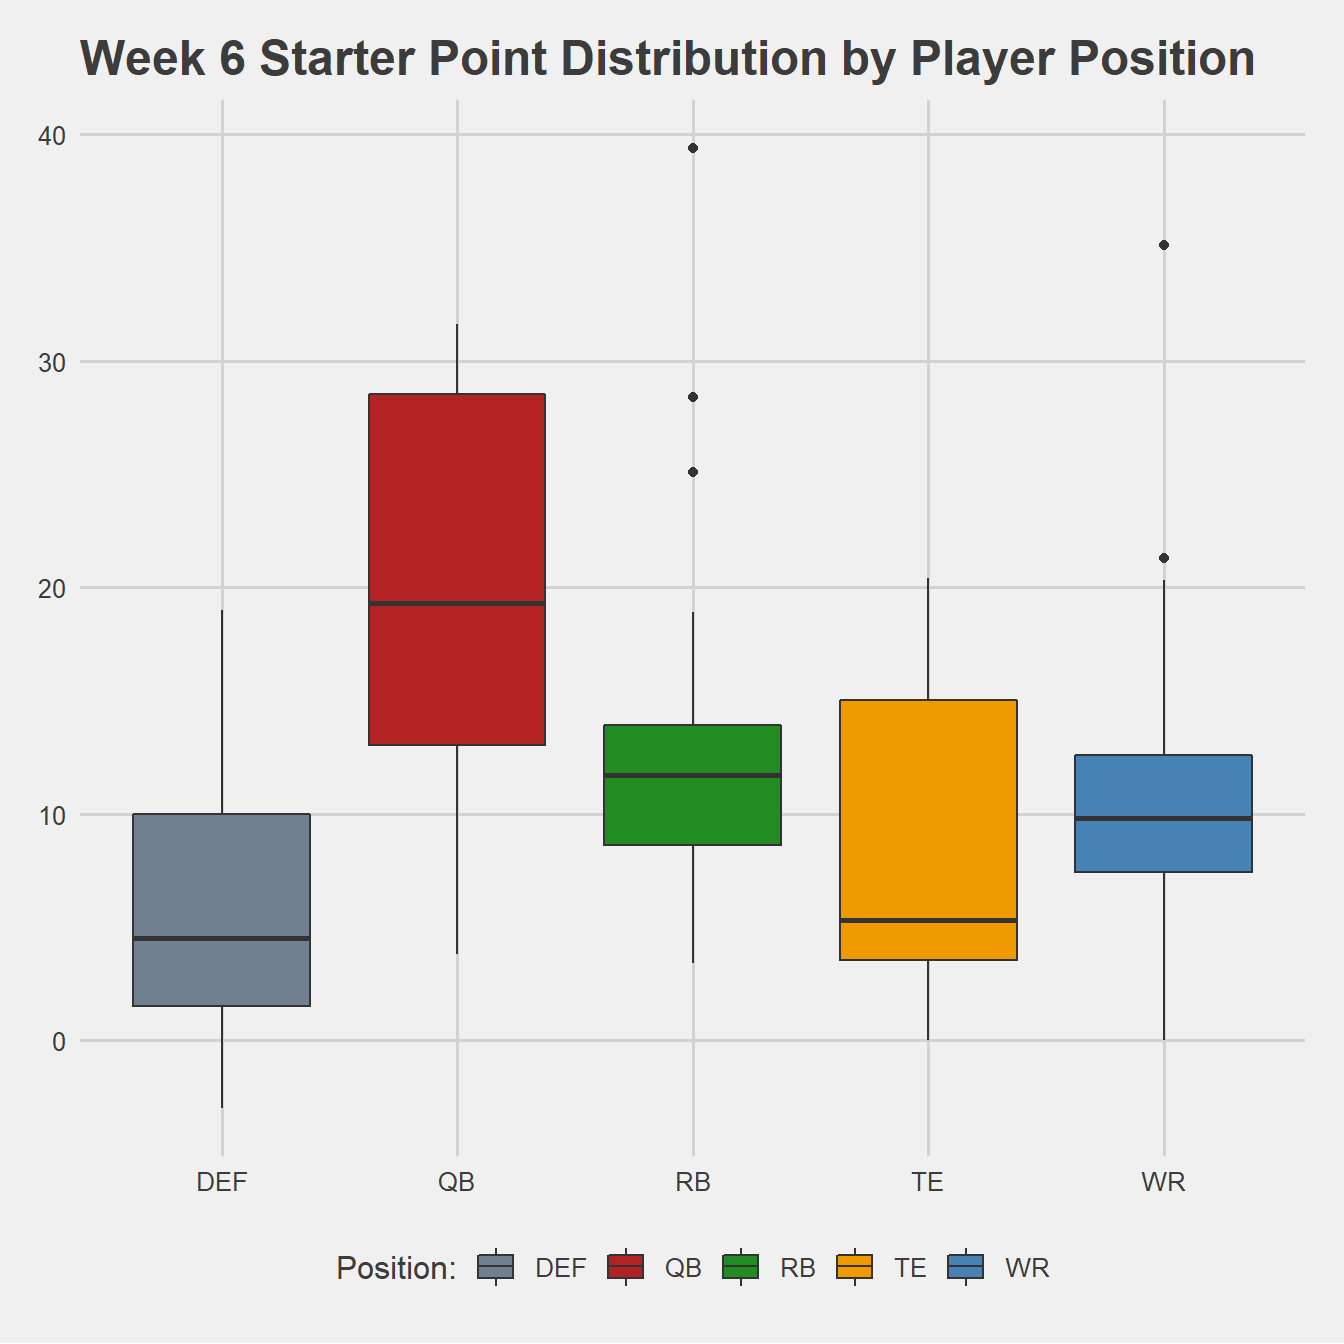 Week 6 Starter Point Distribution by Player Position
40
30
20
10
0
DEF QB RB TE WR
Position: DEF QB RB TE WR